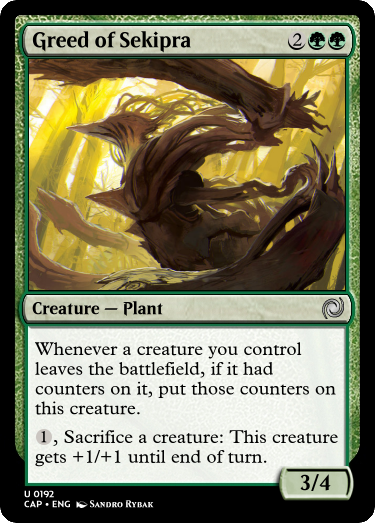 Greed of Sekipra 2
Creature — Plant
Whenever a creature you control
leaves the battlefield, if it had
counters on it, put those counters on
this creature.
1, Sacrifice a creature: This creature
gets +1/+1 until end of turn.
3/4
U 0192
CAP • ENG SANDRO RYBAK